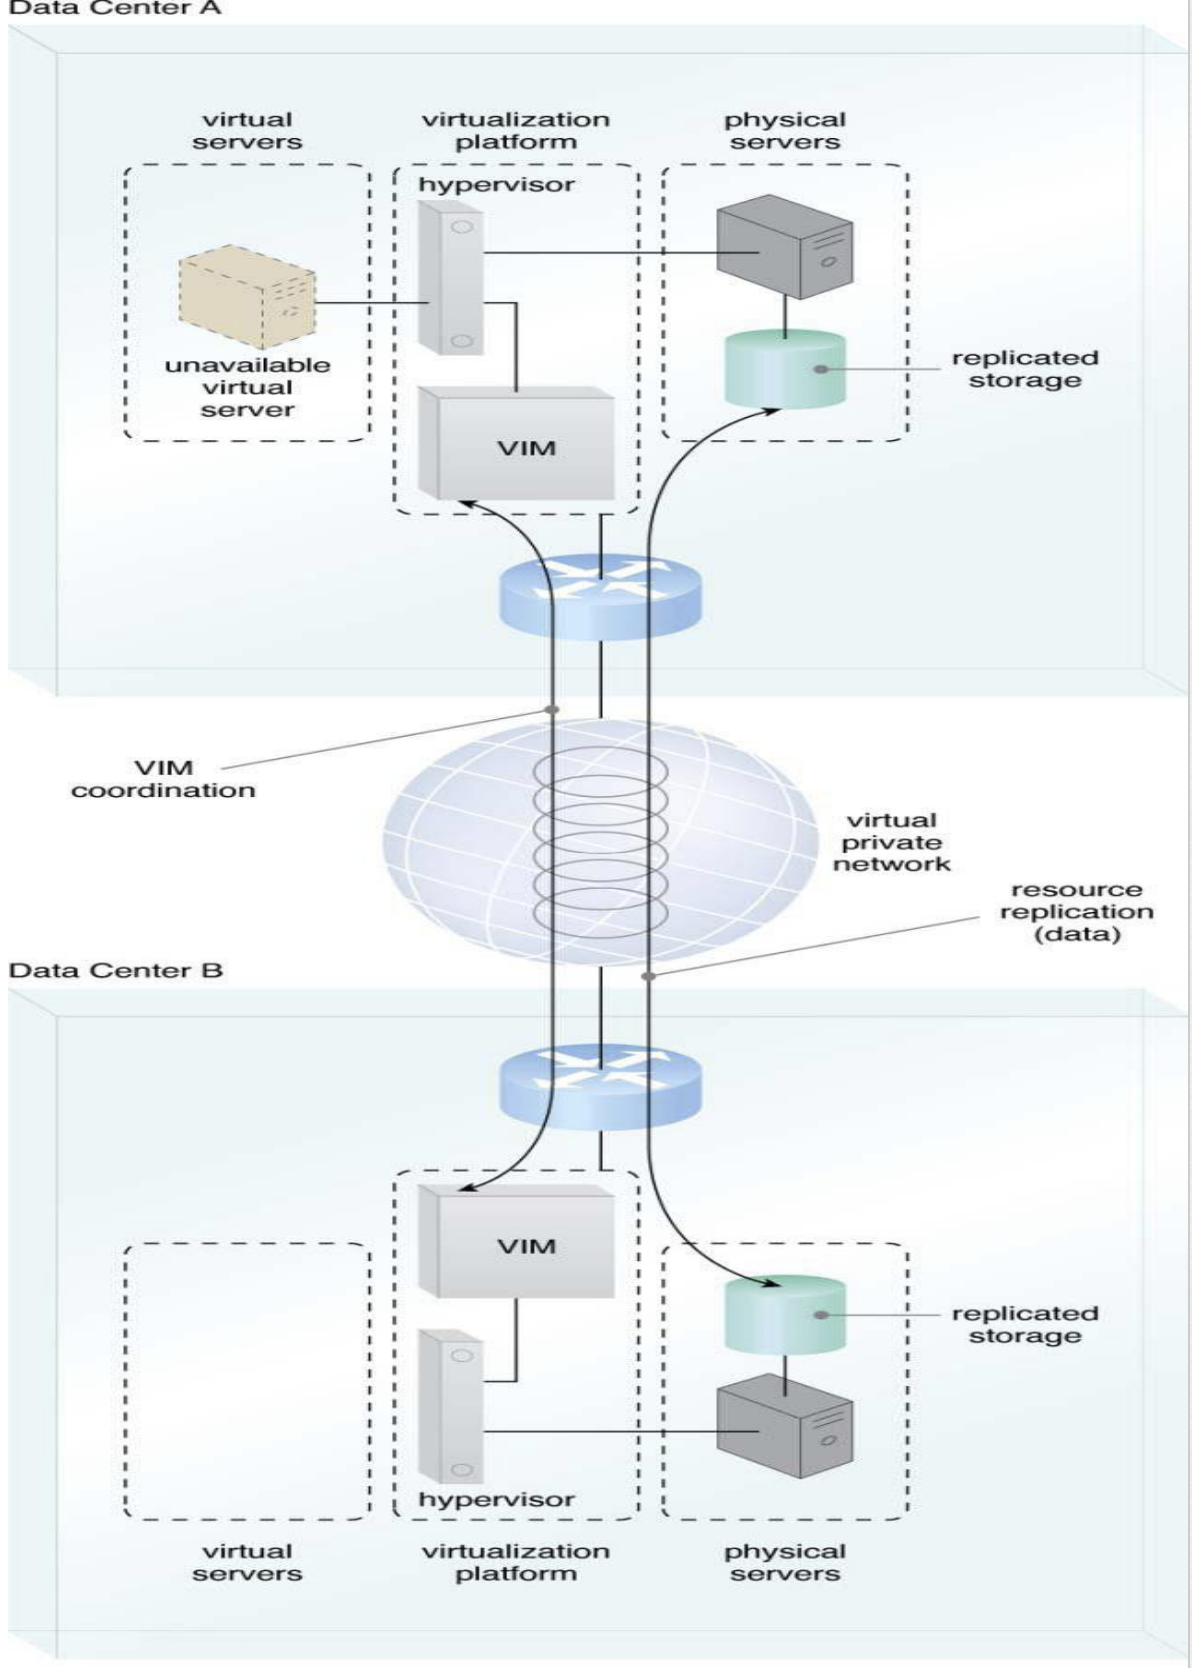 Data Center A
virtual
servers
virtualization
platform
physical
servers
hypervisor
unavailable
virtual
server
replicated
storage
VIM
VIM
coordination
virtual
private
network
resource
replication
(data)
Data Center B
VIM
replicated
storage
hypervisor
virtual
servers
virtualization
platform
physical
servers